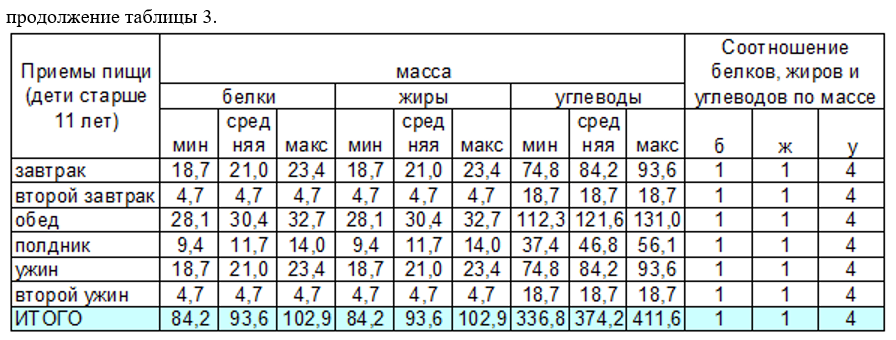 продолжение таблицы 3.
Приемы пищи (дети старше 11 лет) масса Соотношение белков, жиров и углеводов по массе
белки жиры углеводы
мин сред няя макс мин сред няя макс мин сред няя макс б ж у
завтрак 18,7 21,0 23,4 18,7 21,0 23,4 74,8 84,2 93,6 1 1 4
второй завтрак 4,7 4,7 4,7 4,7 4,7 4,7 18,7 18,7 18,7 1 1 4
обед 28,1 30,4 32,7 28,1 30,4 32,7 112,3 121,6 131,0 1 1 4
полдник 9,4 11,7 14,0 9,4 11,7 14,0 37,4 46,8 56,1 1 1 4
ужин 18,7 21,0 23,4 18,7 21,0 23,4 74,8 84,2 93,6 1 1 4
второй ужин 4,7 4,7 4,7 4,7 4,7 4,7 18,7 18,7 18,7 1 1 4
ИТОГО 84,2 93,6 102,9 84,2 93,6 102,9 336,8 374,2 411,6 1 1 4